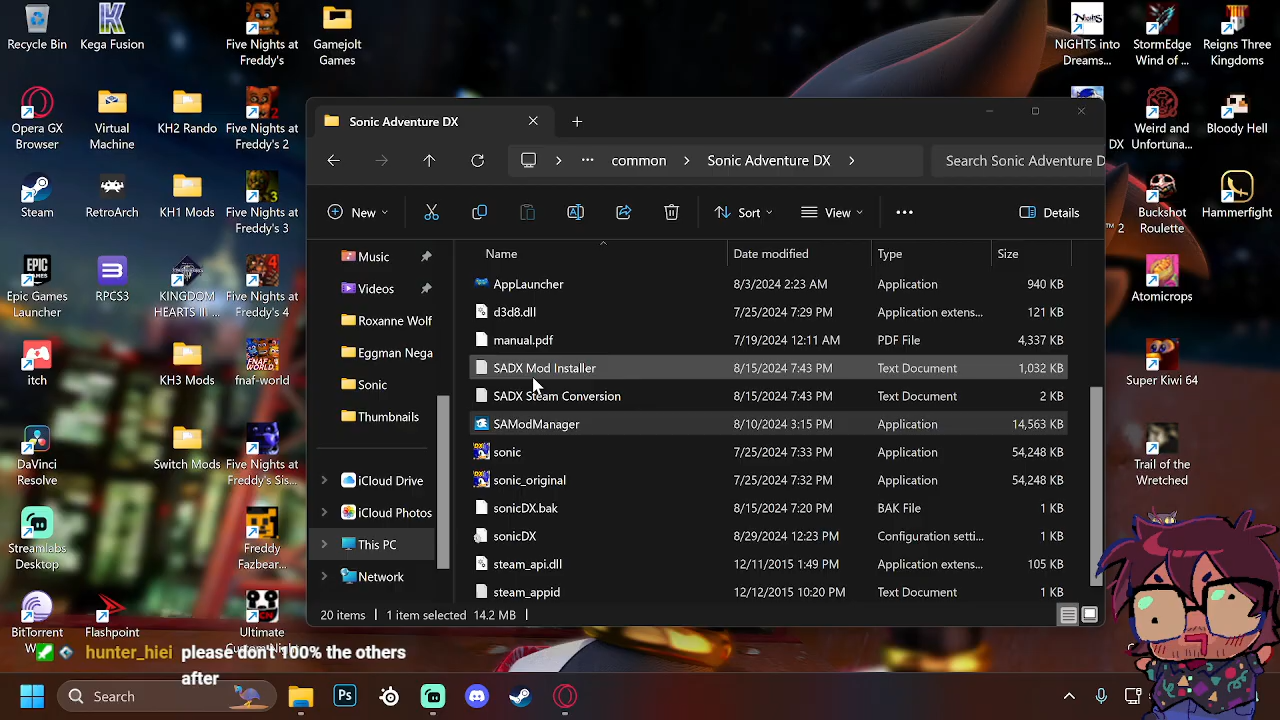 Recycle Bin
Kega Fusion
Five Nights at
Freddy's
Gamejolt
Games
NiGHTS into
Dreams...
StormEdge
Wind of ...
Reigns Three
Kingdoms
Opera GX
Browser
Virtual
Machine
KH2 Rando
Five Nights at
Freddy's 2
DX
Weird and
Unfortuna...
Bloody Hell
Steam
RetroArch
KH1 Mods
Five Nights at
Freddy's 3
™ 2
Buckshot
Roulette
Hammerfight
Epic Games
Launcher
RPCS3
KINGDOM
HEARTS III ...
Five Nights at
Freddy's 4
Atomicrops
itch
KH3 Mods
fnaf-world
Super Kiwi 64
DaVinci
Resolve
Switch Mods
Five Nights at
Freddy's Sis...
Trail of the
Wretched
Streamlabs
Desktop
Freddy
Fazbear...
BitTorrent
Flashpoint
Ultimate
Sonic Adventure DX
common
Sonic Adventure DX
Search Sonic Adventure D
New
Sort
View
Details
Music
Videos
Roxanne Wolf
Eggman Nega
Sonic
Thumbnails
iCloud Drive
iCloud Photos
This PC
Network
Name Date modified Type Size
AppLauncher 8/3/2024 2:23 AM Application 940 KB
d3d8.dll 7/25/2024 7:29 PM Application extens... 121 KB
manual.pdf 7/19/2024 12:11 AM PDF File 4,337 KB
SADX Mod Installer 8/15/2024 7:43 PM Text Document 1,032 KB
SADX Steam Conversion 8/15/2024 7:43 PM Text Document 2 KB
SAModManager 8/10/2024 3:15 PM Application 14,563 KB
sonic 7/25/2024 7:33 PM Application 54,248 KB
sonic_original 7/25/2024 7:32 PM Application 54,248 KB
sonicDX.bak 8/15/2024 7:20 PM BAK File 1 KB
sonicDX 8/29/2024 12:23 PM Configuration setti... 1 KB
steam_api.dll 12/11/2015 1:49 PM Application extens... 105 KB
steam_appid 12/12/2015 10:20 PM Text Document 1 KB
20 items 1 item selected 14.2 MB
hunter_hiei please don't 100% the others
after
Search
Ps